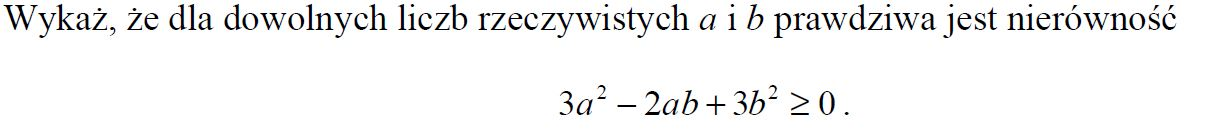 Wykaż, że dla dowolnych liczb rzeczywistych a i b prawdziwa jest nierówność
3a² − 2ab + 3b² ≥ 0 .